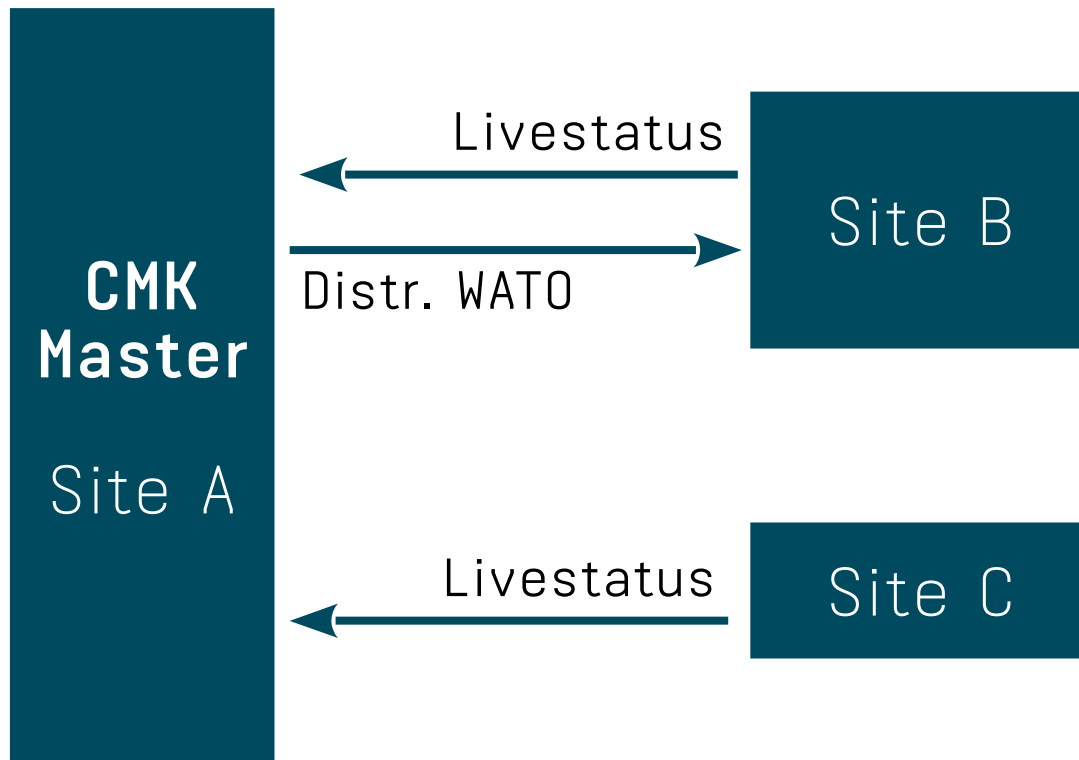 Livestatus
Site B
Distr. WATO
CMK
Master
Site A
Livestatus
Site C